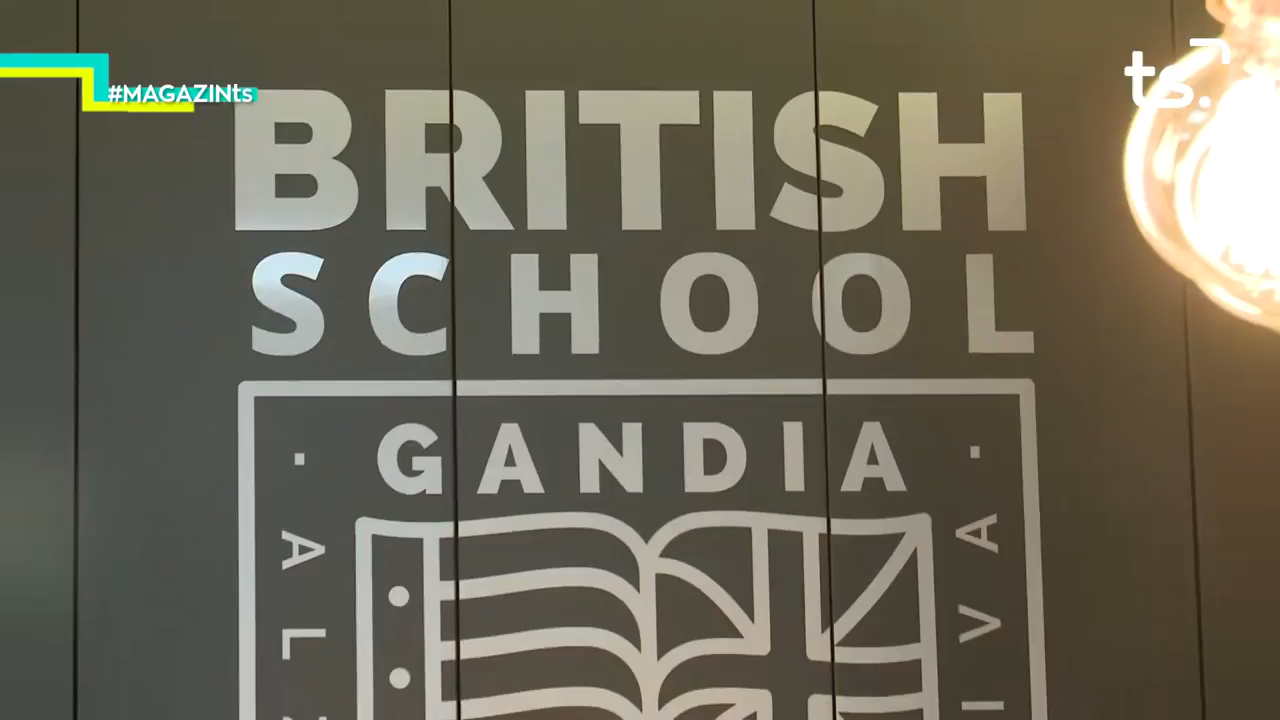 #MAGAZINts
ts.
BRITISH
SCHOOL
· GANDIA ·